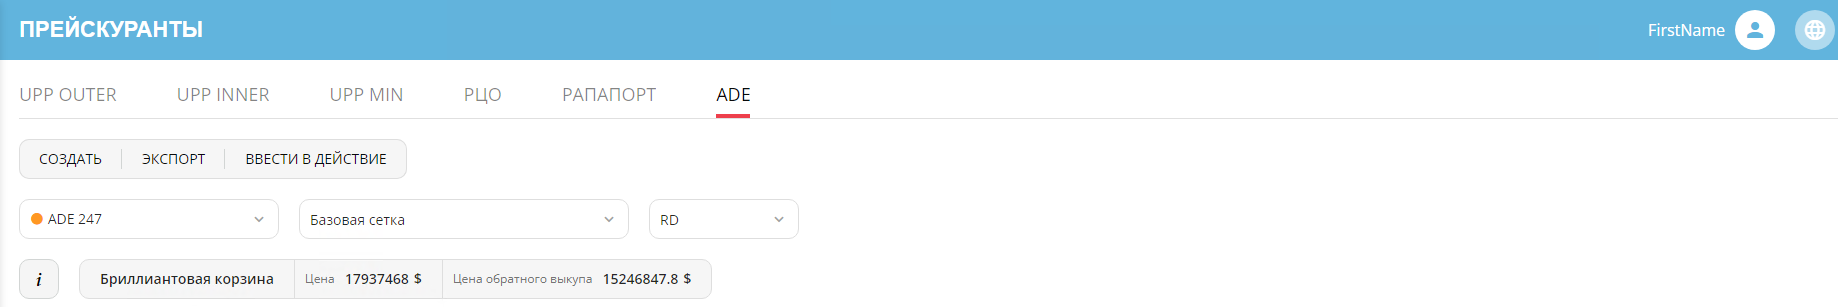 ПРЕЙСКУРАНТЫ FirstName
UPP OUTER UPP INNER UPP MIN РЦО РАПАПОРТ ADE
СОЗДАТЬ ЭКСПОРТ ВВЕСТИ В ДЕЙСТВИЕ
ADE 247 Базовая сетка RD
i Бриллиантовая корзина Цена 17937468 $ Цена обратного выкупа 15246847.8 $